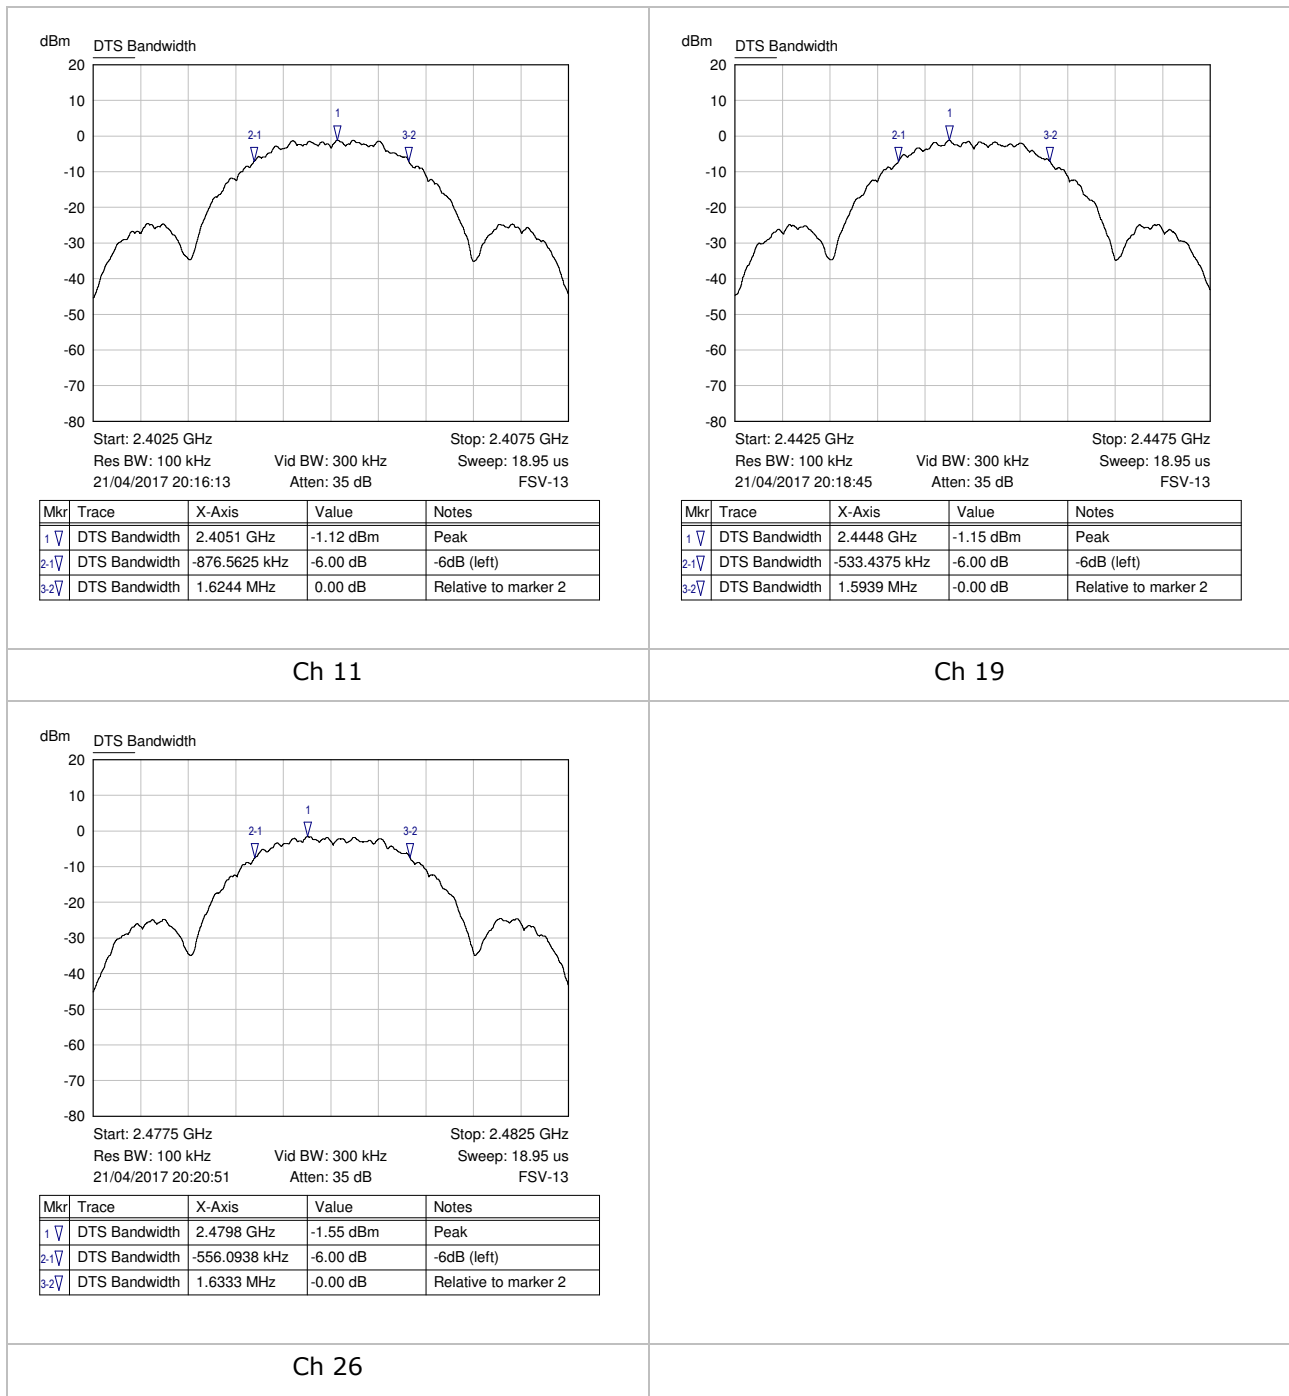 dBm DTS Bandwidth
20
10
2-1 1 3-2
0
-10
-20
-30
-40
-50
-60
-70
-80
Start: 2.4025 GHz Stop: 2.4075 GHz
Res BW: 100 kHz Vid BW: 300 kHz Sweep: 18.95 us
21/04/2017 20:16:13 Atten: 35 dB FSV-13
Mkr Trace X-Axis Value Notes
1 DTS Bandwidth 2.4051 GHz -1.12 dBm Peak
2-1 DTS Bandwidth -876.5625 kHz -6.00 dB -6dB (left)
3-2 DTS Bandwidth 1.6244 MHz 0.00 dB Relative to marker 2
Ch 11
dBm DTS Bandwidth
20
10
2-1 1 3-2
0
-10
-20
-30
-40
-50
-60
-70
-80
Start: 2.4425 GHz Stop: 2.4475 GHz
Res BW: 100 kHz Vid BW: 300 kHz Sweep: 18.95 us
21/04/2017 20:18:45 Atten: 35 dB FSV-13
Mkr Trace X-Axis Value Notes
1 DTS Bandwidth 2.4448 GHz -1.15 dBm Peak
2-1 DTS Bandwidth -533.4375 kHz -6.00 dB -6dB (left)
3-2 DTS Bandwidth 1.5939 MHz -0.00 dB Relative to marker 2
Ch 19
dBm DTS Bandwidth
20
10
2-1 1 3-2
0
-10
-20
-30
-40
-50
-60
-70
-80
Start: 2.4775 GHz Stop: 2.4825 GHz
Res BW: 100 kHz Vid BW: 300 kHz Sweep: 18.95 us
21/04/2017 20:20:51 Atten: 35 dB FSV-13
Mkr Trace X-Axis Value Notes
1 DTS Bandwidth 2.4798 GHz -1.55 dBm Peak
2-1 DTS Bandwidth -556.0938 kHz -6.00 dB -6dB (left)
3-2 DTS Bandwidth 1.6333 MHz -0.00 dB Relative to marker 2
Ch 26